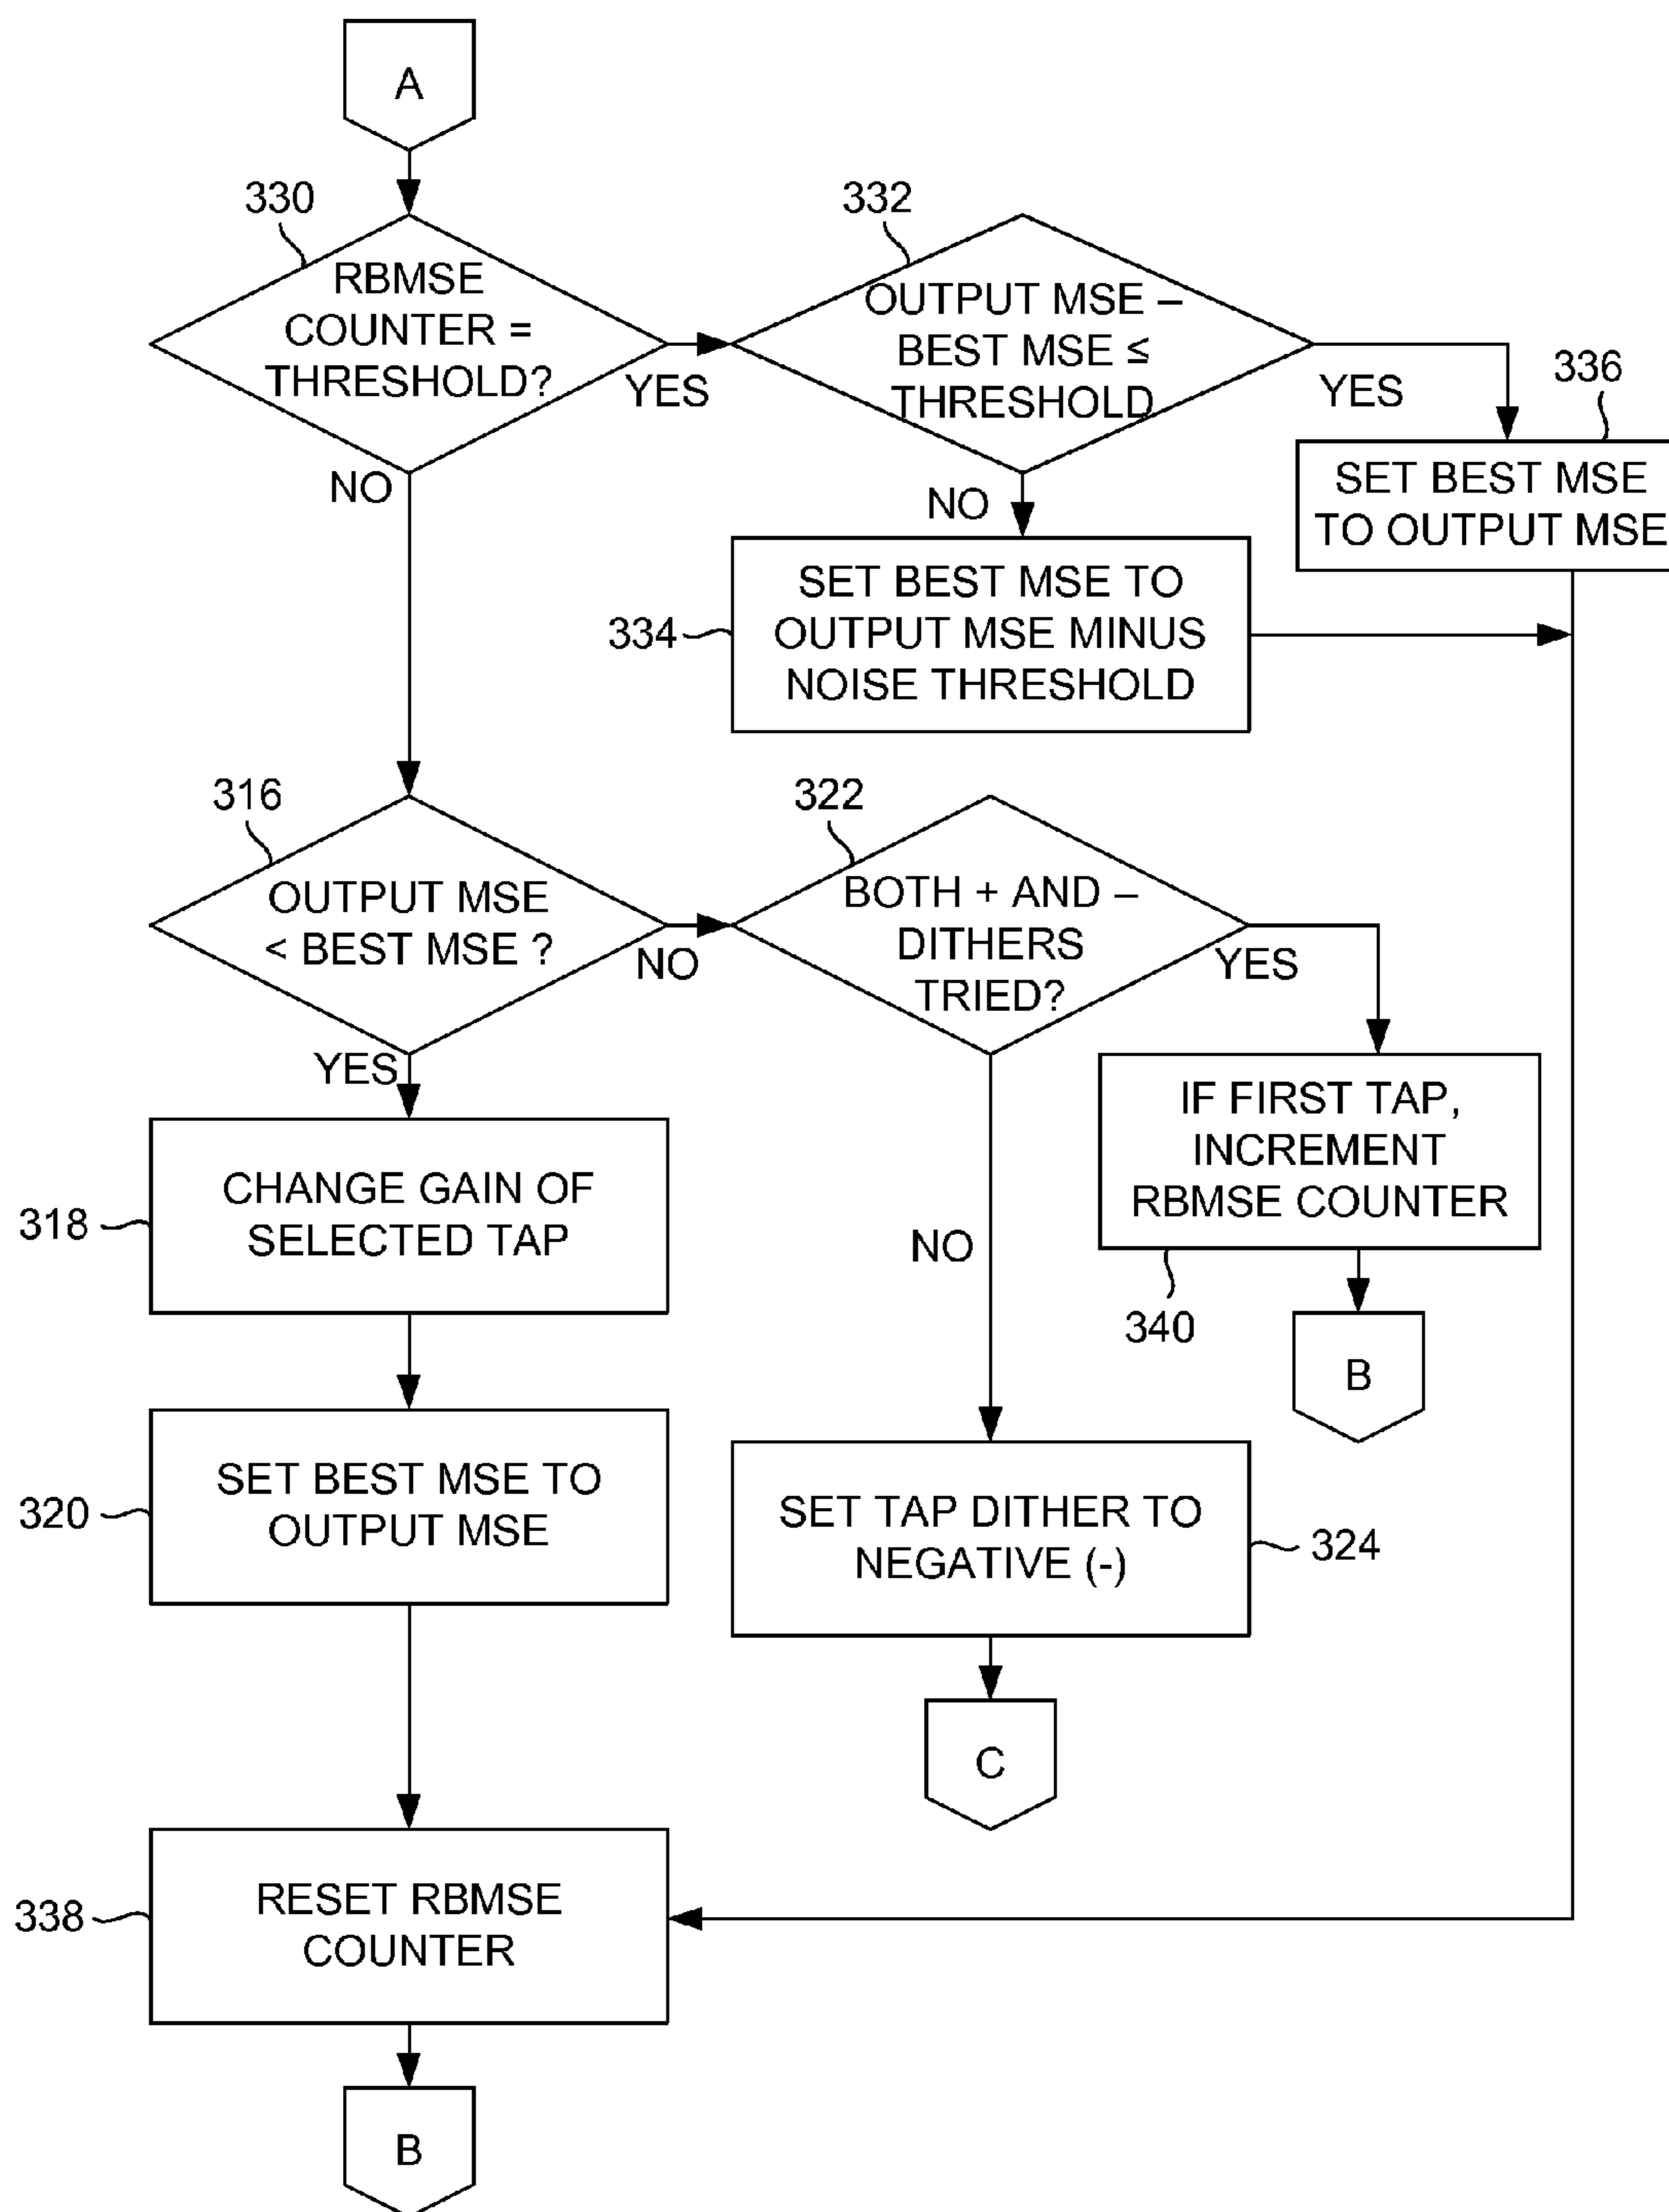 A
330
RBMSE
COUNTER =
THRESHOLD?
YES
NO
332
OUTPUT MSE –
BEST MSE ≤
THRESHOLD
YES
NO
336
SET BEST MSE
TO OUTPUT MSE
334
SET BEST MSE TO
OUTPUT MSE MINUS
NOISE THRESHOLD
316
OUTPUT MSE
< BEST MSE ?
NO
YES
322
BOTH + AND –
DITHERS
TRIED?
YES
NO
318
CHANGE GAIN OF
SELECTED TAP
IF FIRST TAP,
INCREMENT
RBMSE COUNTER
340
B
320
SET BEST MSE TO
OUTPUT MSE
SET TAP DITHER TO
NEGATIVE (-)
324
C
338
RESET RBMSE
COUNTER
B